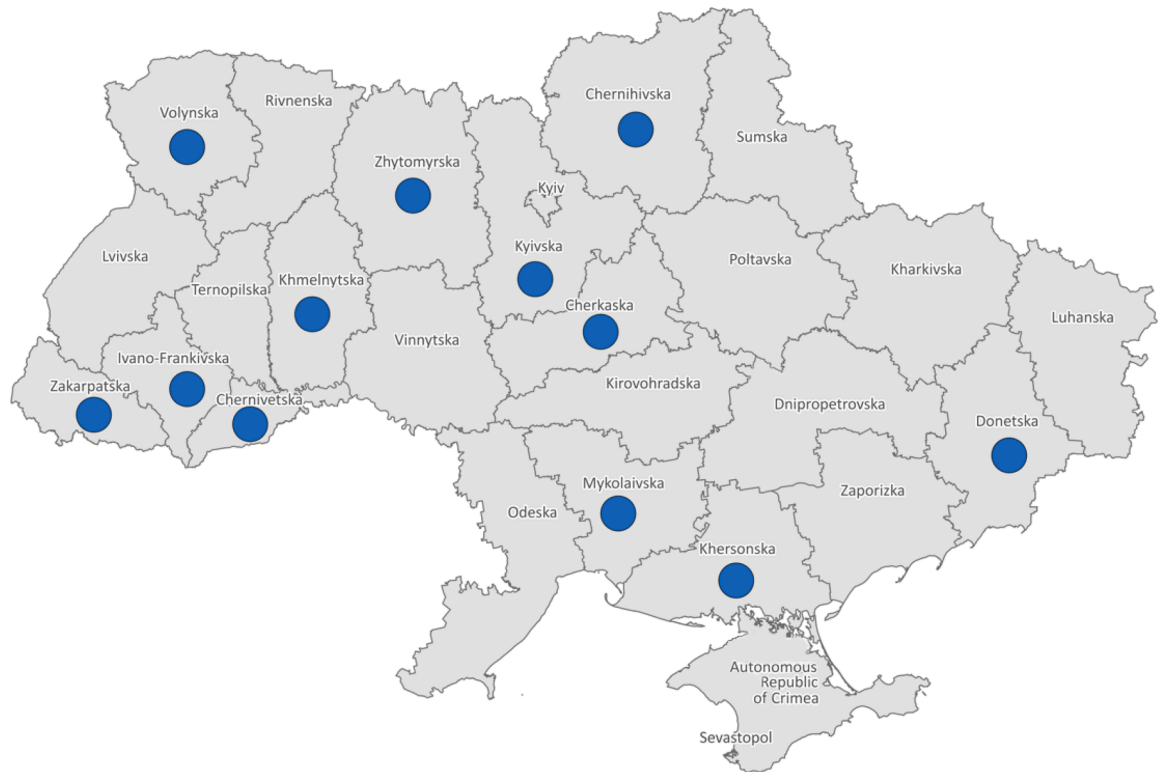 Chernihivska
Rivnenska
Volynska
Sumska
Zhytomyrska
Kyiv
Kyivska
Lvivska
Poltavska
Kharkivska
Khmelnytska
Ternopilska
Cherkaska
Luhanska
Vinnytska
Ivano-Frankivska
Zakarpatska
Kirovohradska
Chernivetska
Dnipropetrovska
Donetska
Mykolaivska
Zaporizka
Odeska
Khersonska
Autonomous
Republic
of Crimea
Sevastopol